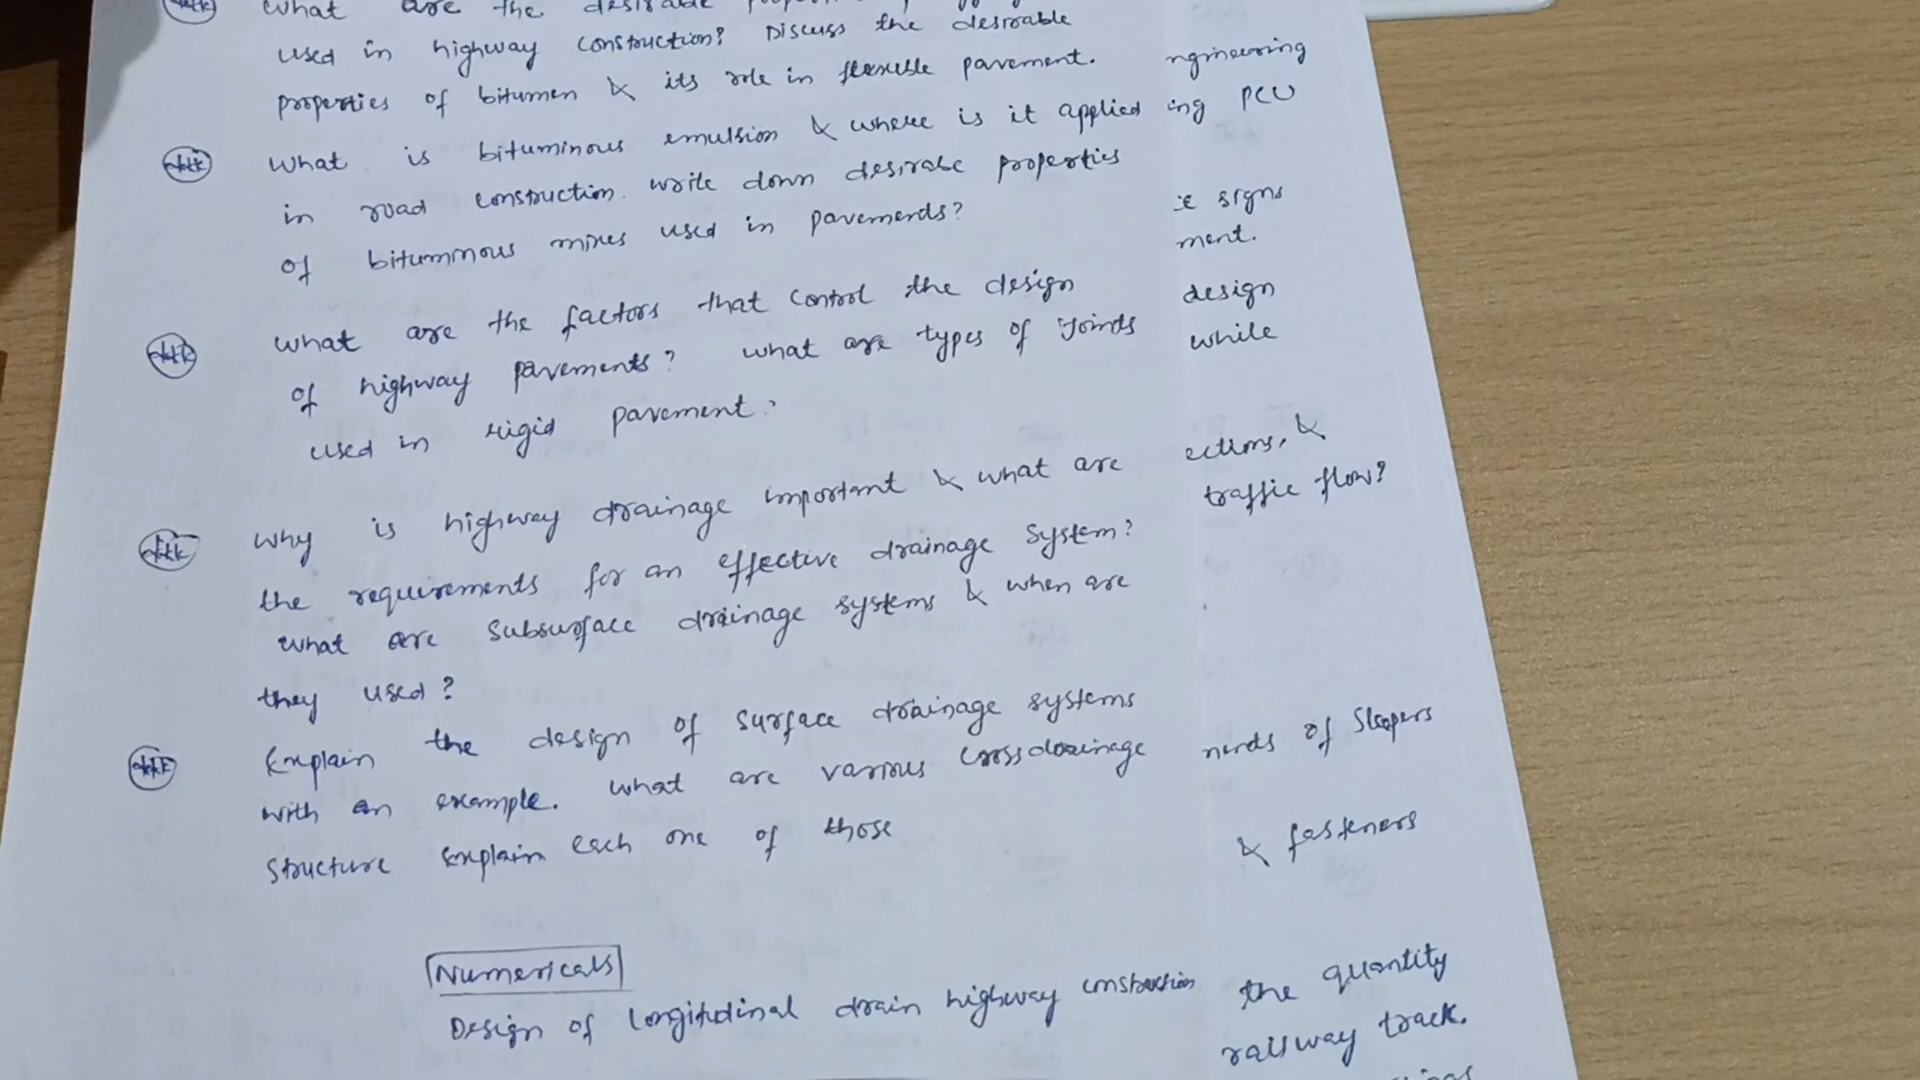 what are the desirable
used in highway construction? Discuss the desirable
properties of bitumen & its role in flexible pavement.
What is bituminous emulsion & where is it applied
in road construction. write down desirable properties
of bituminous mixes used in pavements?
What are the factors that control the design
of highway pavements? What are types of Joints
used in rigid pavement.
Why is highway drainage important & what are
the requirements for an effective drainage system?
What are subsurface drainage systems & when are
they used?
Explain the design of surface drainage systems
with an example. What are various cross drainage
structure explain each one of those
Numericals
Design of longitudinal drain highway construction
ngineering
ing PCU
signs
ment.
design
while
ections, &
traffic flow?
of Sleepers
& fasteners
the quantity
railway track.